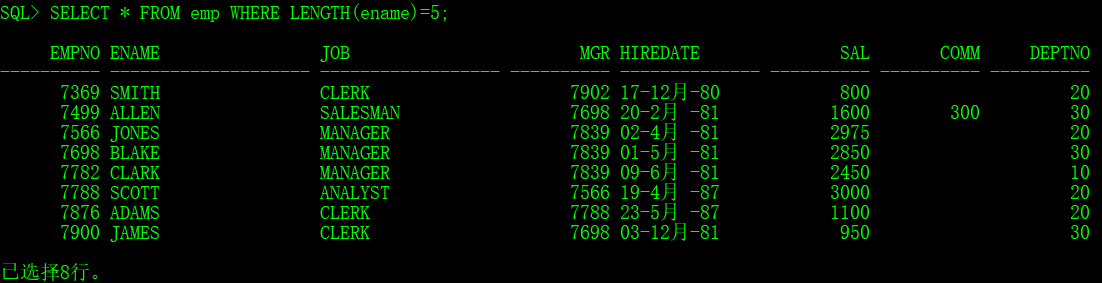 SQL> SELECT * FROM emp WHERE LENGTH(ename)=5;
     EMPNO ENAME                JOB                       MGR HIREDATE              SAL       COMM     DEPTNO
---------- -------------------- ------------------ ---------- -------------- ---------- ---------- ----------
      7369 SMITH                CLERK                    7902 17-12月-80            800                    20
      7499 ALLEN                SALESMAN                 7698 20-2月 -81           1600        300         30
      7566 JONES                MANAGER                  7839 02-4月 -81           2975                    20
      7698 BLAKE                MANAGER                  7839 01-5月 -81           2850                    30
      7782 CLARK                MANAGER                  7839 09-6月 -81           2450                    10
      7788 SCOTT                ANALYST                  7566 19-4月 -87           3000                    20
      7876 ADAMS                CLERK                    7788 23-5月 -87           1100                    20
      7900 JAMES                CLERK                    7698 03-12月-81            950                    30
已选择8行。